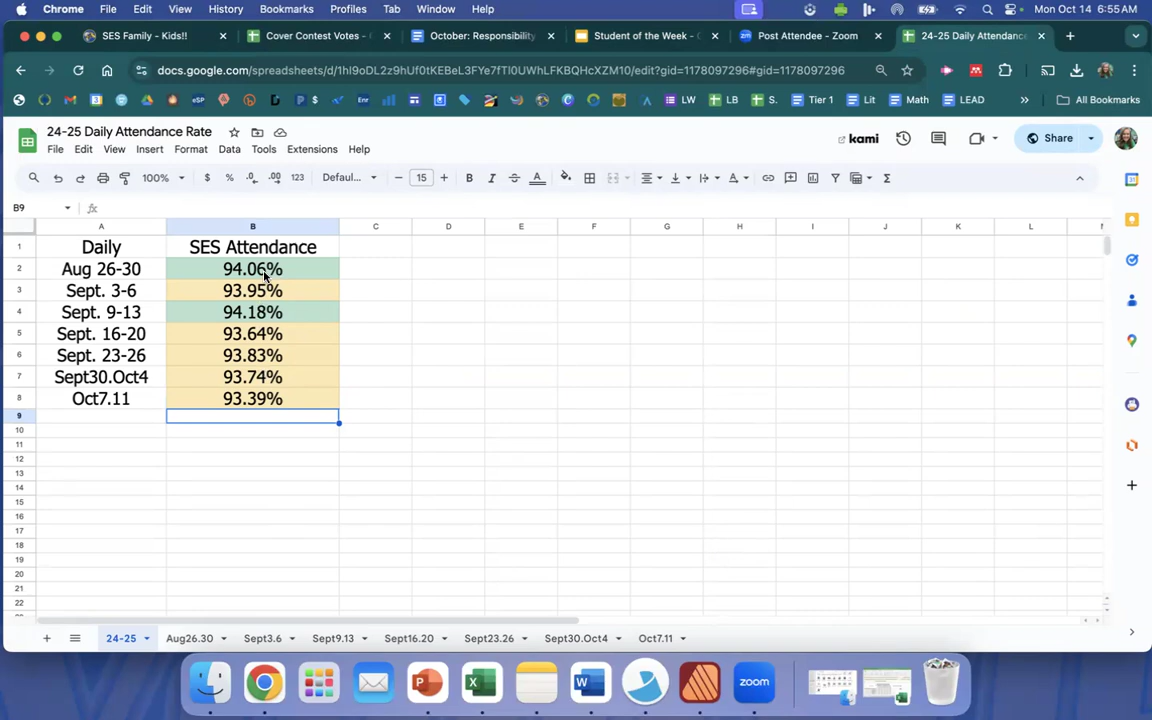 Chrome File Edit View History Bookmarks Profiles Tab Window Help Mon Oct 14 6:55 AM
SES Family - Kids!! Cover Contest Votes - October: Responsibility Student of the Week - Post Attendee - Zoom 24-25 Daily Attendance
docs.google.com/spreadsheets/d/1hI9oDL2z9hUf0tKEBeL3FYe7fTI0UWhLFKBQHcXZM10/edit?gid=1178097296#gid=1178097296
eSP $ Enr LW LB S. Tier 1 Lit Math LEAD All Bookmarks
24-25 Daily Attendance Rate
File Edit View Insert Format Data Tools Extensions Help
kami Share
100% $ % .0 .00 123 Defaul... 15 B I
B9 fx
A B C D E F G H I J K L
1 Daily SES Attendance
2 Aug 26-30 94.06%
3 Sept. 3-6 93.95%
4 Sept. 9-13 94.18%
5 Sept. 16-20 93.64%
6 Sept. 23-26 93.83%
7 Sept30.Oct4 93.74%
8 Oct7.11 93.39%
9
10
11
12
13
14
15
16
17
18
19
20
21
22
24-25 Aug26.30 Sept3.6 Sept9.13 Sept16.20 Sept23.26 Sept30.Oct4 Oct7.11
zoom